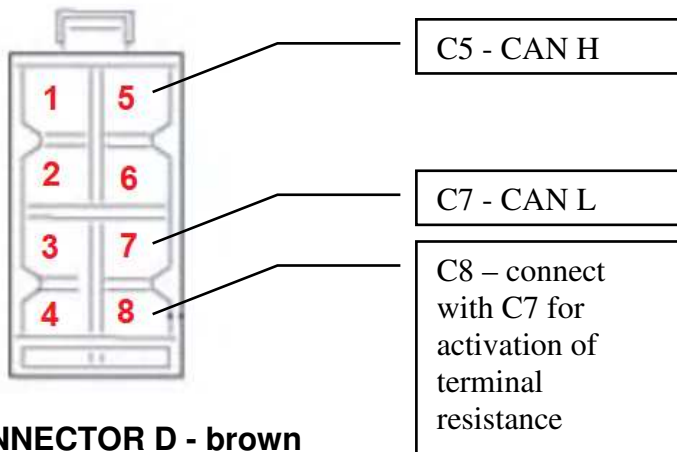 C5 - CAN H
1 5
2 6
C7 - CAN L
3 7
4 8
C8 – connect
with C7 for
activation of
terminal
resistance
NNECTOR D - brown